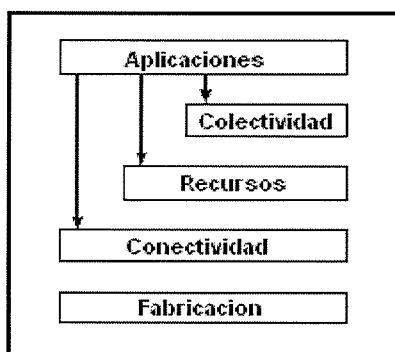 Aplicaciones
Colectividad
Recursos
Conectividad
Fabricacion